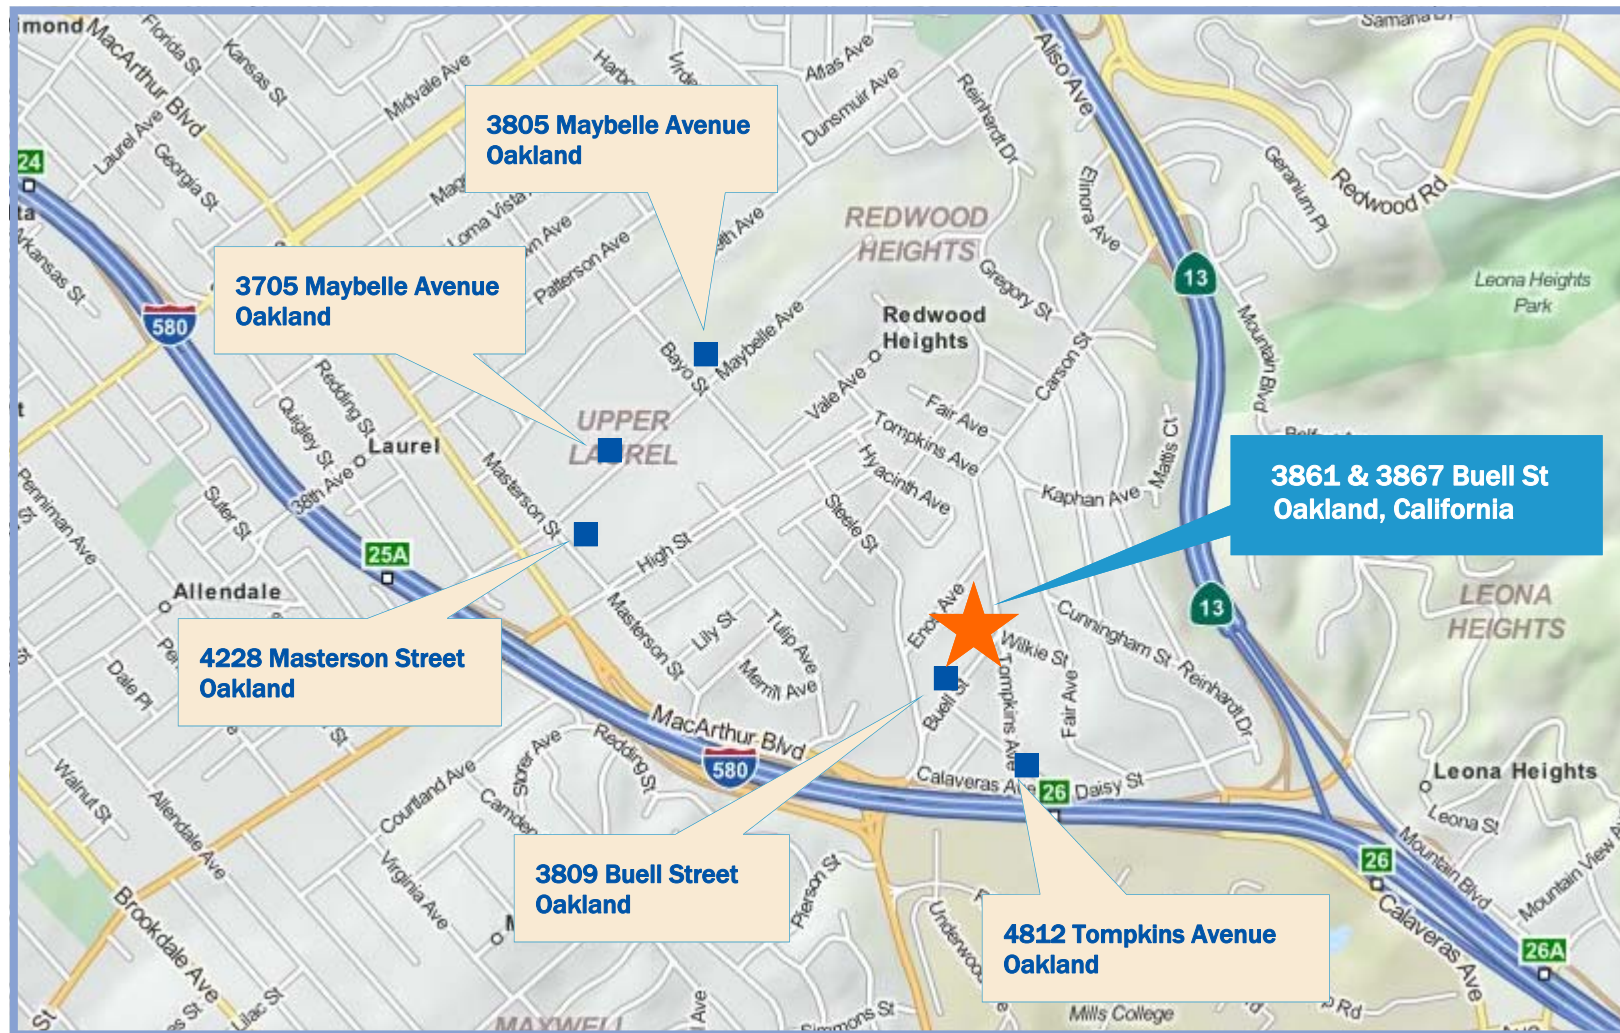 imond
MacArthur Blvd
Florida St
Kansas St
Midvale Ave
Atlas Ave
Dunsmuir Ave
Aliso Ave
Reinhardt Dr
Elinora Ave
Geranium Pl
Redwood Rd
Laurel Ave
Georgia St
24
3805 Maybelle Avenue
Oakland
Loma Vista
Patterson Ave
REDWOOD
HEIGHTS
13
Leona Heights
Park
Gregory St
Mountain Blvd
3705 Maybelle Avenue
Oakland
580
Redwood
Heights
Bayo St
Maybelle Ave
Vale Ave
Carson St
Redding St
Quigley St
Laurel
38th Ave
UPPER
Fair Ave
Tompkins Ave
Hyacinth Ave
Kaphan Ave
Mattis Ct
3861 & 3867 Buell St
Oakland, California
Penniman Ave
Suter St
Masterson St
Steele St
High St
25A
Allendale
13
LEONA
HEIGHTS
Masterson St
Lily St
Tulip Ave
Merrill Ave
Wilkie St
Cunningham St
Reinhardt Dr
4228 Masterson Street
Oakland
Dale Pl
Buell St
Tompkins Ave
Fair Ave
MacArthur Blvd
580
Redding St
Storer Ave
Calaveras Ave
26
Daisy St
Leona Heights
Leona St
Walnut St
Allendale Ave
Courtland Ave
Camden
Virginia Ave
3809 Buell Street
Oakland
Pierson St
26
Mountain Blvd
Mountain View
Calaveras Ave
Brookdale Ave
4812 Tompkins Avenue
Oakland
26A
Lilac St
MAXWELL
Mills College